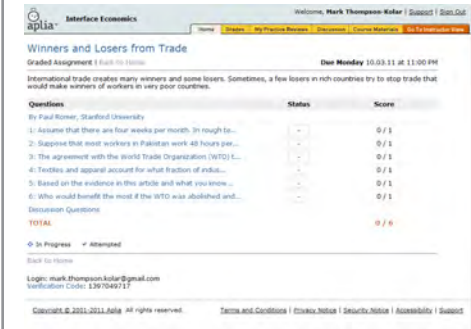 aplia
Interface Economics
Welcome, Mark Thompson-Kolar | Support | Sign Out
Home Grades My Practice Reviews Discussion Course Materials Go To Instructor View
Winners and Losers from Trade
Graded Assignment | Back to Home
Due Monday 10.03.11 at 11:00 PM
International trade creates many winners and some losers. Sometimes, a few losers in rich countries try to stop trade that
would make winners of workers in very poor countries.
Questions Status Score
By Paul Romer, Stanford University
1: Assume that there are four weeks per month. In rough to... - 0 / 1
2: Suppose that most workers in Pakistan work 48 hours per... - 0 / 1
3: The agreement with the World Trade Organization (WTO) t... - 0 / 1
4: Textiles and apparel account for what fraction of indus... - 0 / 1
5: Based on the evidence in this article and what you know... - 0 / 1
6: Who would benefit the most if the WTO was abolished and... - 0 / 1
Discussion Questions
TOTAL 0 / 6
In Progress ✓ Attempted
Back to Home
Login: mark.thompson.kolar@gmail.com
Verification Code: 1397049717
Copyright © 2001-2011 Aplia. All rights reserved.
Terms and Conditions | Privacy Notice | Security Notice | Accessibility | Support